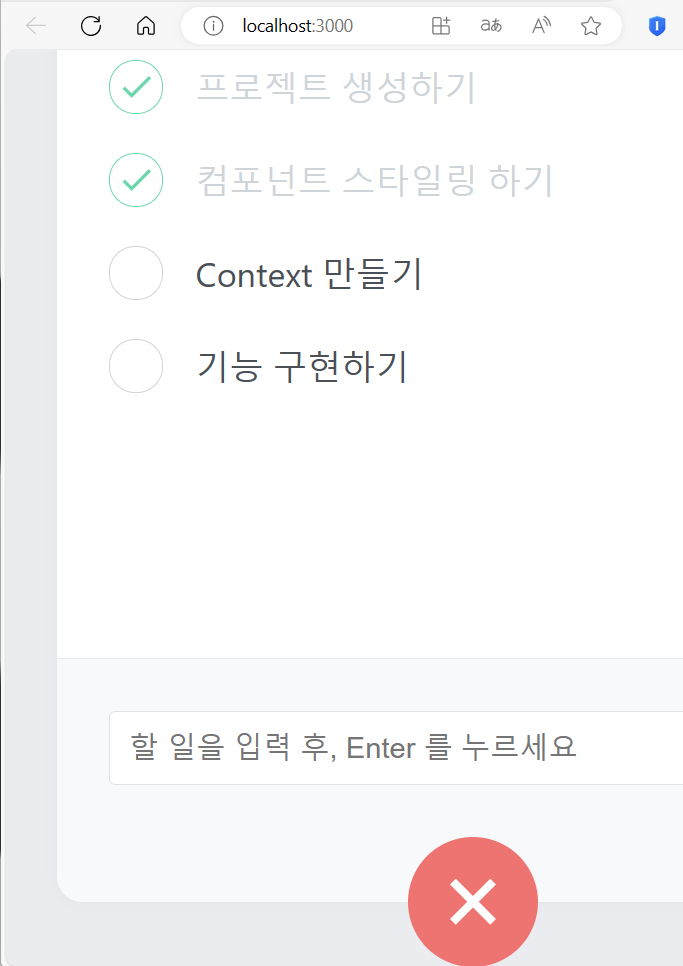 localhost:3000
프로젝트 생성하기
컴포넌트 스타일링 하기
Context 만들기
기능 구현하기
할 일을 입력 후, Enter 를 누르세요